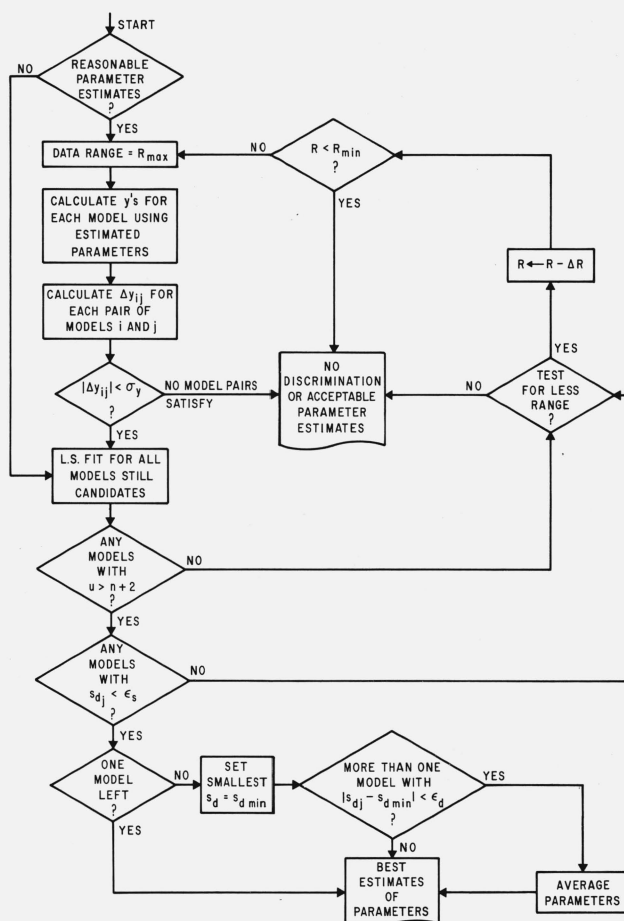 START
NO
REASONABLE
PARAMETER
ESTIMATES
?
YES
DATA RANGE = R_max
NO
R < R_min
?
YES
CALCULATE y's FOR
EACH MODEL USING
ESTIMATED
PARAMETERS
R ← R - ΔR
CALCULATE Δy_ij FOR
EACH PAIR OF
MODELS i AND j
YES
|Δy_ij| < σ_y
?
NO MODEL PAIRS
SATISFY
YES
NO
DISCRIMINATION
OR ACCEPTABLE
PARAMETER
ESTIMATES
NO
TEST
FOR LESS
RANGE
?
L.S. FIT FOR ALL
MODELS STILL
CANDIDATES
ANY
MODELS
WITH
u > n + 2
?
NO
YES
ANY
MODELS
WITH
s_dj < ϵ_s
?
NO
YES
ONE
MODEL
LEFT
?
NO
YES
SET
SMALLEST
s_d = s_d min
MORE THAN ONE
MODEL WITH
|s_dj - s_d min| < ϵ_d
?
YES
NO
BEST
ESTIMATES
OF
PARAMETERS
AVERAGE
PARAMETERS